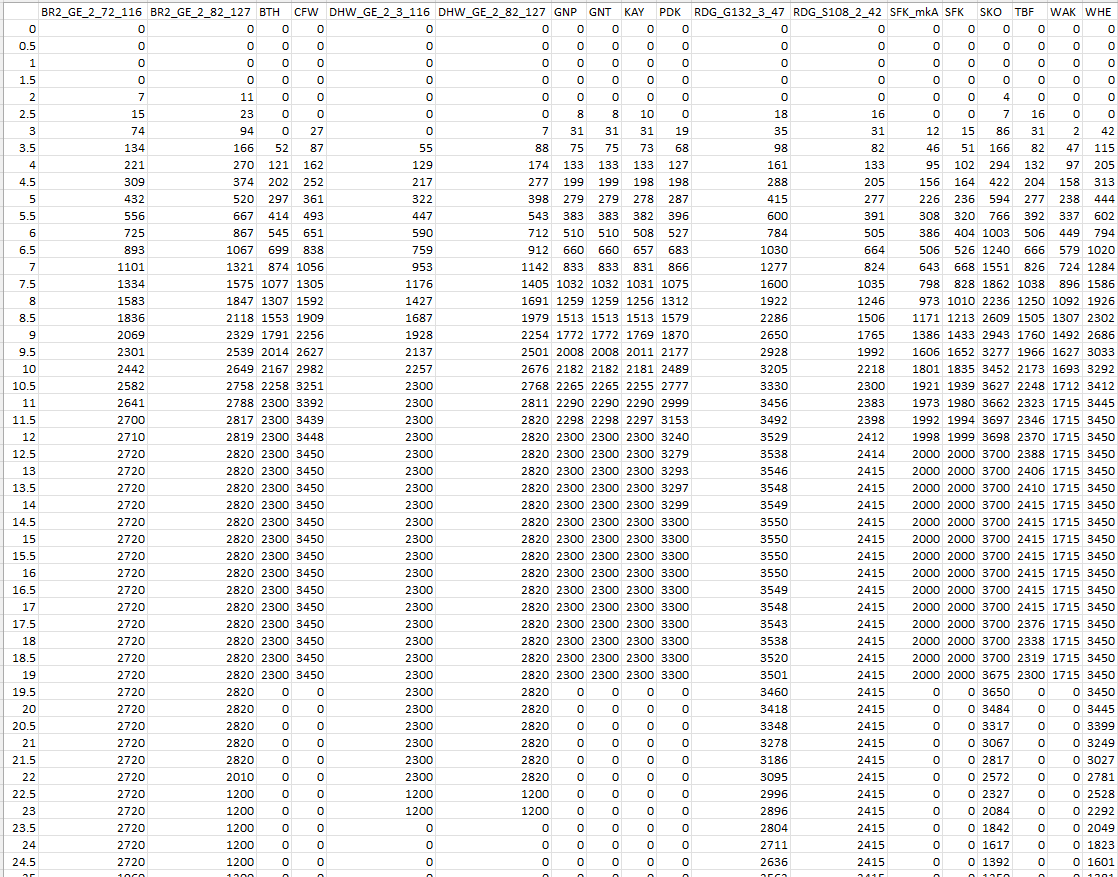 BR2_GE_2_72_116 BR2_GE_2_82_127 BTH CFW DHW_GE_2_3_116 DHW_GE_2_82_127 GNP GNT KAY PDK RDG_G132_3_47 RDG_S108_2_42 SFK_mkA SFK SKO TBF WAK WHE
0 0 0 0 0 0 0 0 0 0 0 0 0 0 0 0 0 0 0
0.5 0 0 0 0 0 0 0 0 0 0 0 0 0 0 0 0 0 0
1 0 0 0 0 0 0 0 0 0 0 0 0 0 0 0 0 0 0
1.5 0 0 0 0 0 0 0 0 0 0 0 0 0 0 0 0 0 0
2 7 11 0 0 0 0 0 0 0 0 0 0 0 0 4 0 0 0
2.5 15 23 0 0 0 0 8 8 10 0 18 16 0 0 7 16 0 0
3 74 94 0 27 0 7 31 31 31 19 35 31 12 15 86 31 2 42
3.5 134 166 52 87 55 88 75 75 73 68 98 82 46 51 166 82 47 115
4 221 270 121 162 129 174 133 133 133 127 161 133 95 102 294 132 97 205
4.5 309 374 202 252 217 277 199 199 198 198 288 205 156 164 422 204 158 313
5 432 520 297 361 322 398 279 279 278 287 415 277 226 236 594 277 238 444
5.5 556 667 414 493 447 543 383 383 382 396 600 391 308 320 766 392 337 602
6 725 867 545 651 590 712 510 510 508 527 784 505 386 404 1003 506 449 794
6.5 893 1067 699 838 759 912 660 660 657 683 1030 664 506 526 1240 666 579 1020
7 1101 1321 874 1056 953 1142 833 833 831 866 1277 824 643 668 1551 826 724 1284
7.5 1334 1575 1077 1305 1176 1405 1032 1032 1031 1075 1600 1035 798 828 1862 1038 896 1586
8 1583 1847 1307 1592 1427 1691 1259 1259 1256 1312 1922 1246 973 1010 2236 1250 1092 1926
8.5 1836 2118 1553 1909 1687 1979 1513 1513 1513 1579 2286 1506 1171 1213 2609 1505 1307 2302
9 2069 2329 1791 2256 1928 2254 1772 1772 1769 1870 2650 1765 1386 1433 2943 1760 1492 2686
9.5 2301 2539 2014 2627 2137 2501 2008 2008 2011 2177 2928 1992 1606 1652 3277 1966 1627 3033
10 2442 2649 2167 2982 2257 2676 2182 2182 2181 2489 3205 2218 1801 1835 3452 2173 1693 3292
10.5 2582 2758 2258 3251 2300 2768 2265 2265 2255 2777 3330 2300 1921 1939 3627 2248 1712 3412
11 2641 2788 2300 3392 2300 2811 2290 2290 2290 2999 3456 2383 1973 1980 3662 2323 1715 3445
11.5 2700 2817 2300 3439 2300 2820 2298 2298 2297 3153 3492 2398 1992 1994 3697 2346 1715 3450
12 2710 2819 2300 3448 2300 2820 2300 2300 2300 3240 3529 2412 1998 1999 3698 2370 1715 3450
12.5 2720 2820 2300 3450 2300 2820 2300 2300 2300 3279 3538 2414 2000 2000 3700 2388 1715 3450
13 2720 2820 2300 3450 2300 2820 2300 2300 2300 3293 3546 2415 2000 2000 3700 2406 1715 3450
13.5 2720 2820 2300 3450 2300 2820 2300 2300 2300 3297 3548 2415 2000 2000 3700 2410 1715 3450
14 2720 2820 2300 3450 2300 2820 2300 2300 2300 3299 3549 2415 2000 2000 3700 2415 1715 3450
14.5 2720 2820 2300 3450 2300 2820 2300 2300 2300 3300 3550 2415 2000 2000 3700 2415 1715 3450
15 2720 2820 2300 3450 2300 2820 2300 2300 2300 3300 3550 2415 2000 2000 3700 2415 1715 3450
15.5 2720 2820 2300 3450 2300 2820 2300 2300 2300 3300 3550 2415 2000 2000 3700 2415 1715 3450
16 2720 2820 2300 3450 2300 2820 2300 2300 2300 3300 3550 2415 2000 2000 3700 2415 1715 3450
16.5 2720 2820 2300 3450 2300 2820 2300 2300 2300 3300 3549 2415 2000 2000 3700 2415 1715 3450
17 2720 2820 2300 3450 2300 2820 2300 2300 2300 3300 3548 2415 2000 2000 3700 2415 1715 3450
17.5 2720 2820 2300 3450 2300 2820 2300 2300 2300 3300 3543 2415 2000 2000 3700 2376 1715 3450
18 2720 2820 2300 3450 2300 2820 2300 2300 2300 3300 3538 2415 2000 2000 3700 2338 1715 3450
18.5 2720 2820 2300 3450 2300 2820 2300 2300 2300 3300 3520 2415 2000 2000 3700 2319 1715 3450
19 2720 2820 2300 3450 2300 2820 2300 2300 2300 3300 3501 2415 2000 2000 3675 2300 1715 3450
19.5 2720 2820 0 0 2300 2820 0 0 0 0 3460 2415 0 0 3650 0 0 3450
20 2720 2820 0 0 2300 2820 0 0 0 0 3418 2415 0 0 3484 0 0 3445
20.5 2720 2820 0 0 2300 2820 0 0 0 0 3348 2415 0 0 3317 0 0 3399
21 2720 2820 0 0 2300 2820 0 0 0 0 3278 2415 0 0 3067 0 0 3249
21.5 2720 2820 0 0 2300 2820 0 0 0 0 3186 2415 0 0 2817 0 0 3027
22 2720 2010 0 0 2300 2820 0 0 0 0 3095 2415 0 0 2572 0 0 2781
22.5 2720 1200 0 0 1200 1200 0 0 0 0 2996 2415 0 0 2327 0 0 2528
23 2720 1200 0 0 1200 1200 0 0 0 0 2896 2415 0 0 2084 0 0 2292
23.5 2720 1200 0 0 0 0 0 0 0 0 2804 2415 0 0 1842 0 0 2049
24 2720 1200 0 0 0 0 0 0 0 0 2711 2415 0 0 1617 0 0 1823
24.5 2720 1200 0 0 0 0 0 0 0 0 2636 2415 0 0 1392 0 0 1601